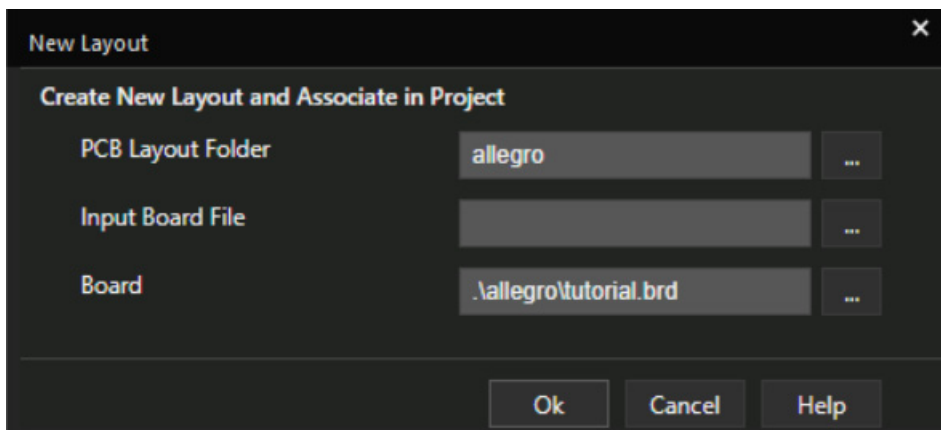 New Layout ×
Create New Layout and Associate in Project
PCB Layout Folder allegro ...
Input Board File ...
Board .\allegro\tutorial.brd ...
Ok Cancel Help